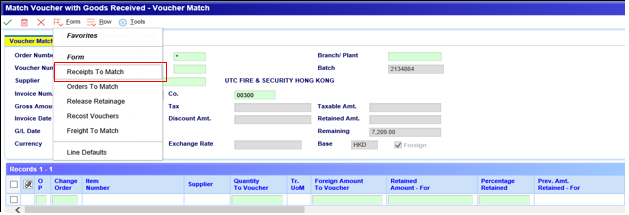 Match Voucher with Goods Received - Voucher Match
Form Row Tools
Favorites
Form
Receipts To Match
Orders To Match
Release Retainage
Recost Vouchers
Freight To Match
Line Defaults
Voucher Match
Order Number * Branch/ Plant
Voucher Num Batch 2134864
Supplier UTC FIRE & SECURITY HONG KONG
Invoice Num Co. 00300
Gross Amou Tax Taxable Amt.
Invoice Date Discount Amt. Retained Amt.
G/L Date Remaining 7,209.00
Currency Exchange Rate Base HKD Foreign
Records 1 - 1
O P Change Order Item Number Supplier Quantity To Voucher Tr. UoM Foreign Amount To Voucher Retained Amount - For Percentage Retained Prev. Amt. Retained - For